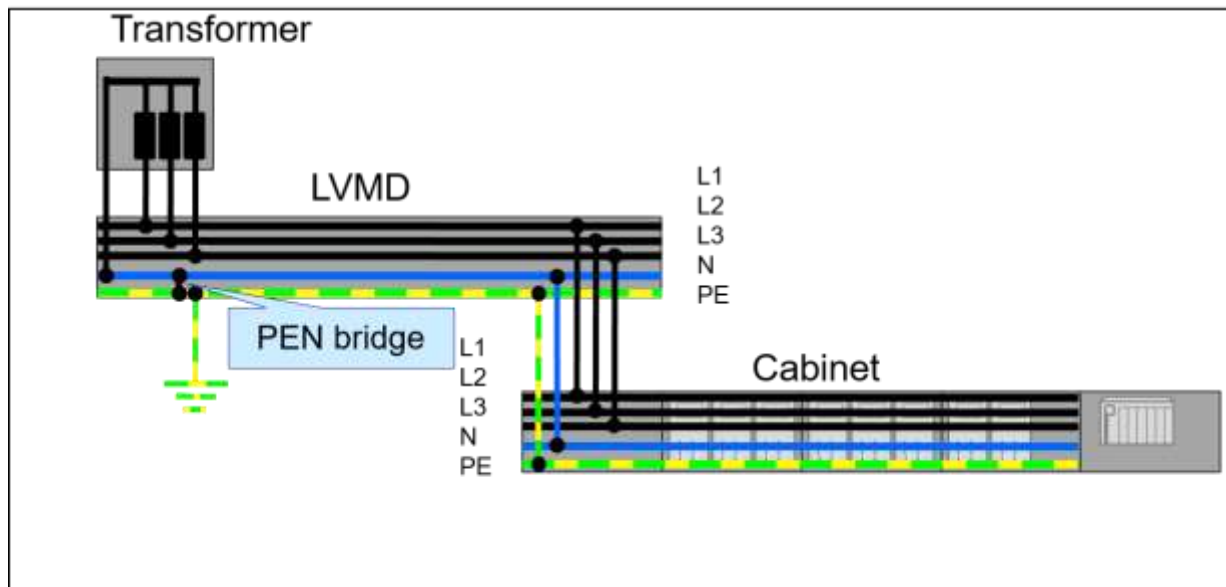 Transformer
LVMD
L1
L2
L3
N
PE
PEN bridge
L1
L2
L3
N
PE
Cabinet